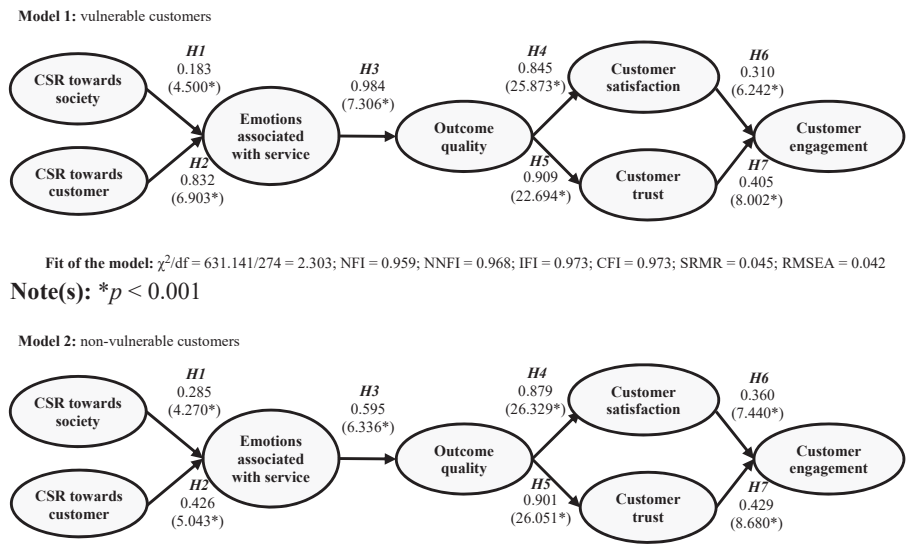 Model 1: vulnerable customers
CSR towards
society
H1
0.183
(4.500*)
CSR towards
customer
H2
0.832
(6.903*)
Emotions
associated
with service
H3
0.984
(7.306*)
Outcome
quality
H4
0.845
(25.873*)
Customer
satisfaction
H5
0.909
(22.694*)
Customer
trust
H6
0.310
(6.242*)
H7
0.405
(8.002*)
Customer
engagement
Fit of the model: χ²/df = 631.141/274 = 2.303; NFI = 0.959; NNFI = 0.968; IFI = 0.973; CFI = 0.973; SRMR = 0.045; RMSEA = 0.042
Note(s): *p < 0.001
Model 2: non-vulnerable customers
CSR towards
society
H1
0.285
(4.270*)
CSR towards
customer
H2
0.426
(5.043*)
Emotions
associated
with service
H3
0.595
(6.336*)
Outcome
quality
H4
0.879
(26.329*)
Customer
satisfaction
H5
0.901
(26.051*)
Customer
trust
H6
0.360
(7.440*)
H7
0.429
(8.680*)
Customer
engagement